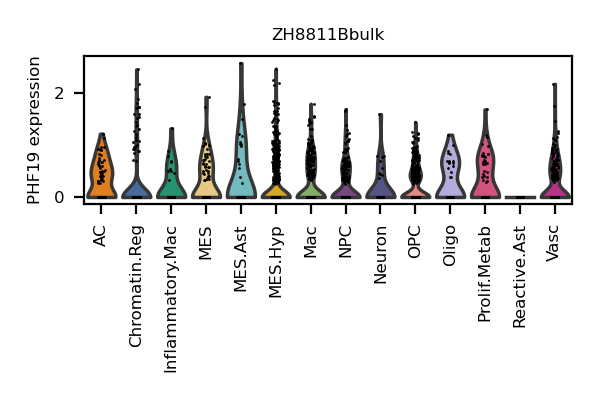 ZH8811Bbulk
PHF19 expression
2
0
AC
Chromatin.Reg
Inflammatory.Mac
MES
MES.Ast
MES.Hyp
Mac
NPC
Neuron
OPC
Oligo
Prolif.Metab
Reactive.Ast
Vasc